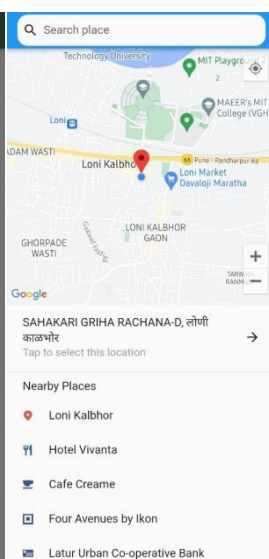 Search place
Technology University
MIT Playgro
2
MAEER's MIT
College (VGH
Loni
ADAM WASTI
Loni Kalbho
65
Pune - Pandharpur Rd
Loni Market
Davaloji Maratha
LONI KALBHOR
GAON
GHORPADE
WASTI
+
TARW
RANM
Google
SAHAKARI GRIHA RACHANA-D, लोणी
काळभोर
Tap to select this location
Nearby Places
Loni Kalbhor
Hotel Vivanta
Cafe Creame
Four Avenues by Ikon
Latur Urban Co-operative Bank